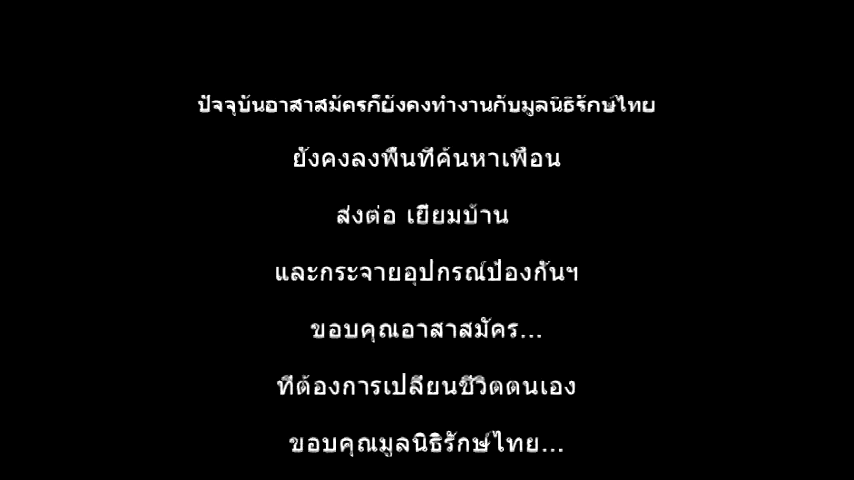 ปัจจุบันอาสาสมัครก็ยังคงทำงานกับมูลนิธิรักษ์ไทย
ยังคงลงพื้นที่ค้นหาเพื่อน
ส่งต่อ เยี่ยมบ้าน
และกระจายอุปกรณ์ป้องกันฯ
ขอบคุณอาสาสมัคร...
ที่ต้องการเปลี่ยนชีวิตตนเอง
ขอบคุณมูลนิธิรักษ์ไทย...